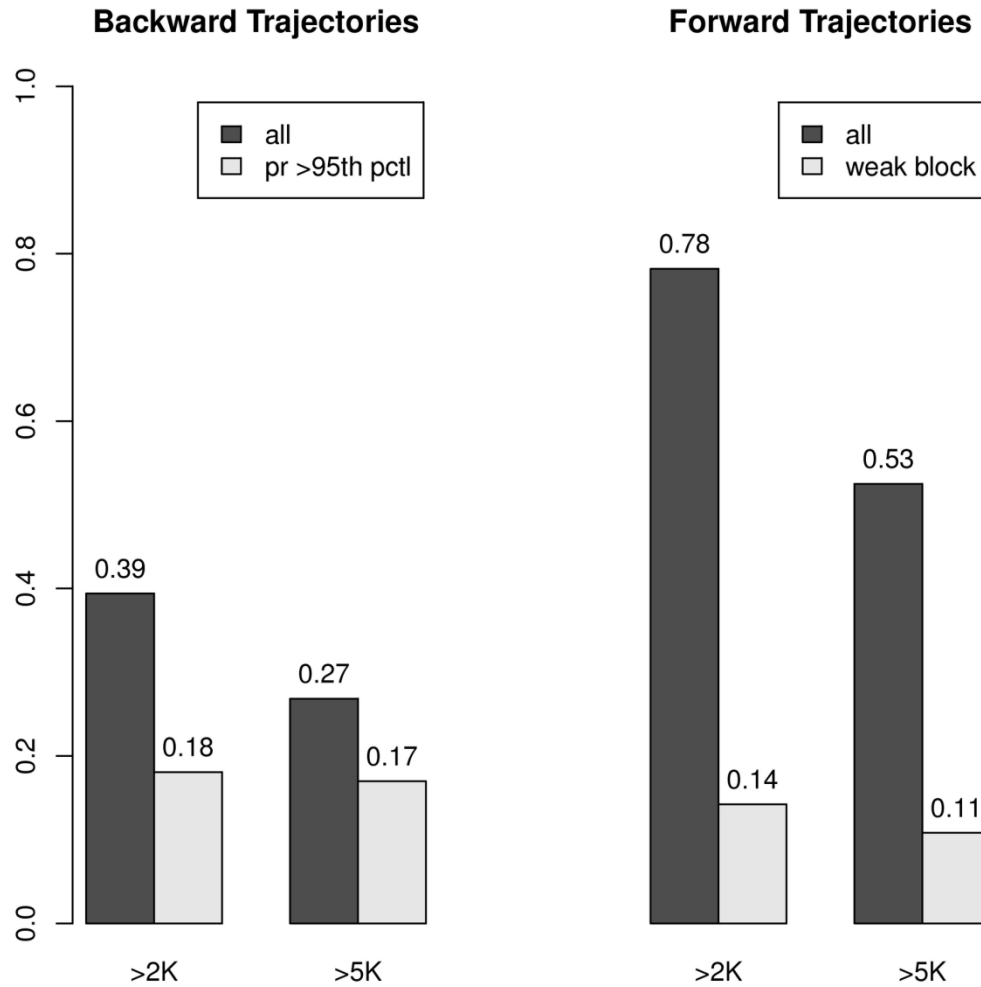 Backward Trajectories
1.0
0.8
0.6
0.4
0.2
0.0
all
pr >95th pctl
0.39
0.18
0.27
0.17
>2K
>5K
Forward Trajectories
all
weak block
0.78
0.14
0.53
0.11
>2K
>5K